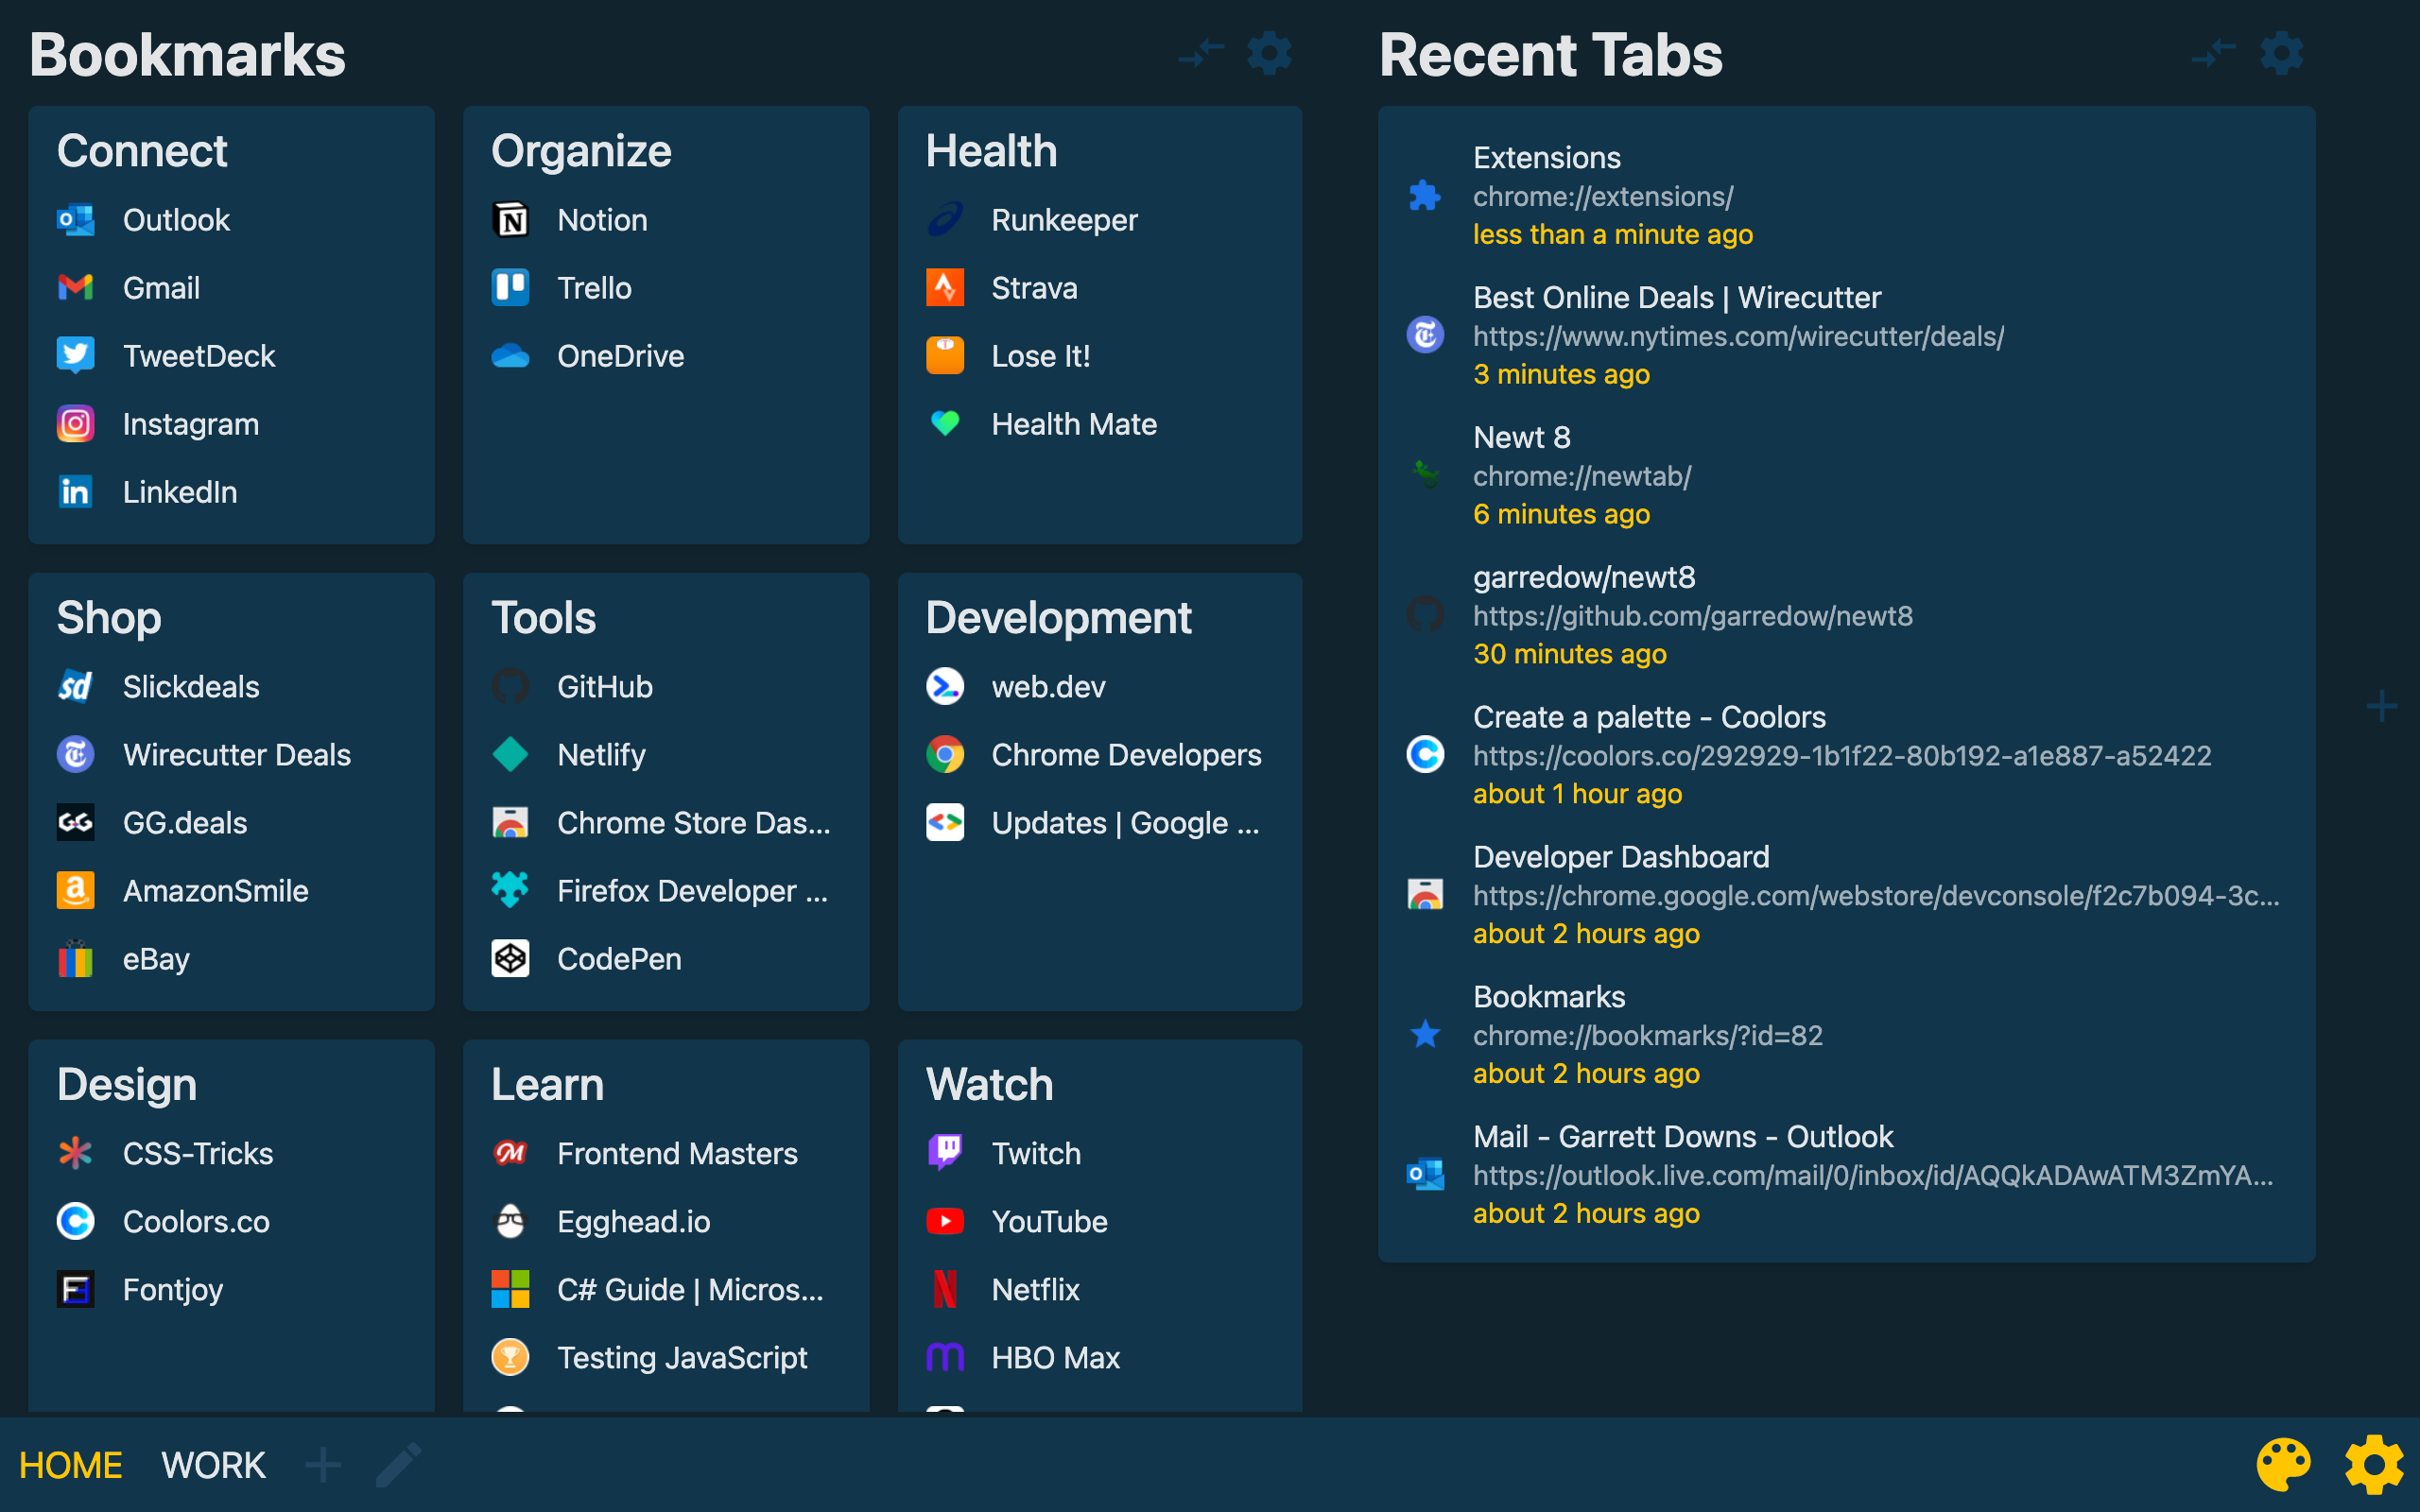 Bookmarks
Connect
Outlook
Gmail
TweetDeck
Instagram
LinkedIn
Organize
Notion
Trello
OneDrive
Health
Runkeeper
Strava
Lose It!
Health Mate
Shop
Slickdeals
Wirecutter Deals
GG.deals
AmazonSmile
eBay
Tools
GitHub
Netlify
Chrome Store Das...
Firefox Developer ...
CodePen
Development
web.dev
Chrome Developers
Updates | Google ...
Design
CSS-Tricks
Coolors.co
Fontjoy
Learn
Frontend Masters
Egghead.io
C# Guide | Micros...
Testing JavaScript
Watch
Twitch
YouTube
Netflix
HBO Max
Recent Tabs
Extensions
chrome://extensions/
less than a minute ago
Best Online Deals | Wirecutter
https://www.nytimes.com/wirecutter/deals/
3 minutes ago
Newt 8
chrome://newtab/
6 minutes ago
garredow/newt8
https://github.com/garredow/newt8
30 minutes ago
Create a palette - Coolors
https://coolors.co/292929-1b1f22-80b192-a1e887-a52422
about 1 hour ago
Developer Dashboard
https://chrome.google.com/webstore/devconsole/f2c7b094-3c...
about 2 hours ago
Bookmarks
chrome://bookmarks/?id=82
about 2 hours ago
Mail - Garrett Downs - Outlook
https://outlook.live.com/mail/0/inbox/id/AQQkADAwATM3ZmYA...
about 2 hours ago
HOME WORK